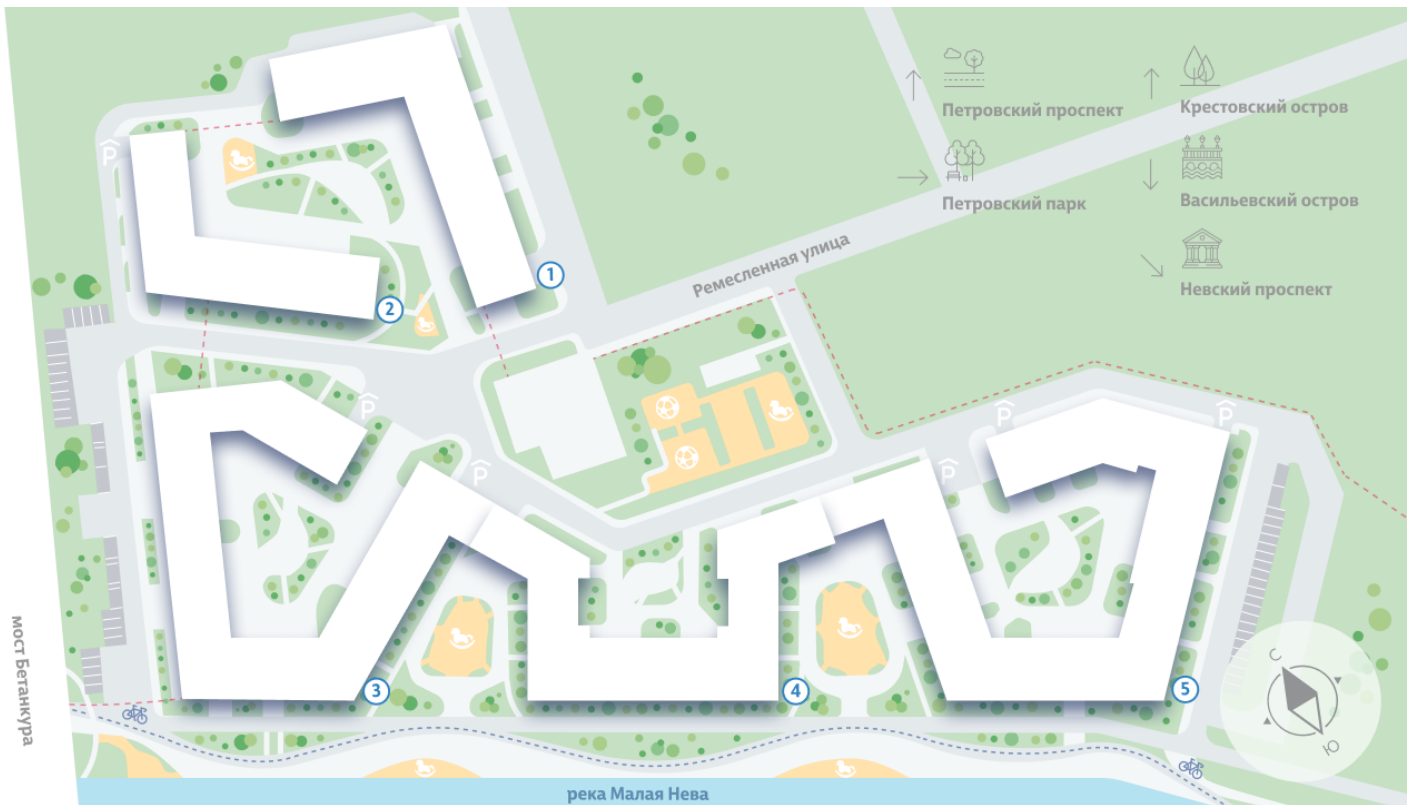 Петровский проспект
Крестовский остров
Петровский парк
Васильевский остров
Невский проспект
Ремесленная улица
P
1
2
P
P
P
P
P
3
4
5
мост Бетанкура
С
Ю
река Малая Нева